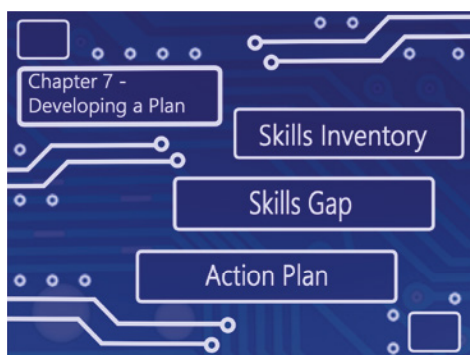 Chapter 7 -
Developing a Plan
Skills Inventory
Skills Gap
Action Plan